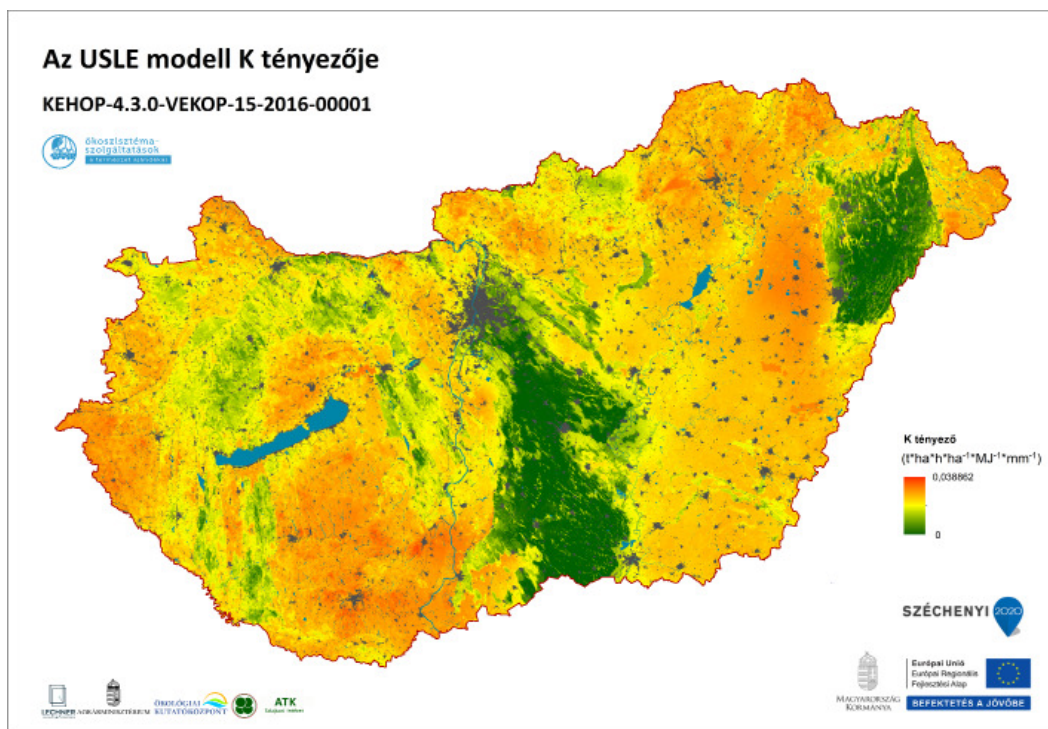 Az USLE modell K tényezője
KEHOP-4.3.0-VEKOP-15-2016-00001
ökoszisztéma-
szolgáltatások
a természet szívéből
K tényező
(t*ha*h*ha⁻¹*MJ⁻¹*mm⁻¹)
0,038862
0
SZÉCHENYI 2020
MAGYARORSZÁG
KORMÁNYA
Európai Unió
Európai Regionális
Fejlesztési Alap
BEFEKTETÉS A JÖVŐBE
LECHNER
AGRÁRMINISZTÉRIUM
ÖKOLÓGIAI
KUTATÓKÖZPONT
ATK